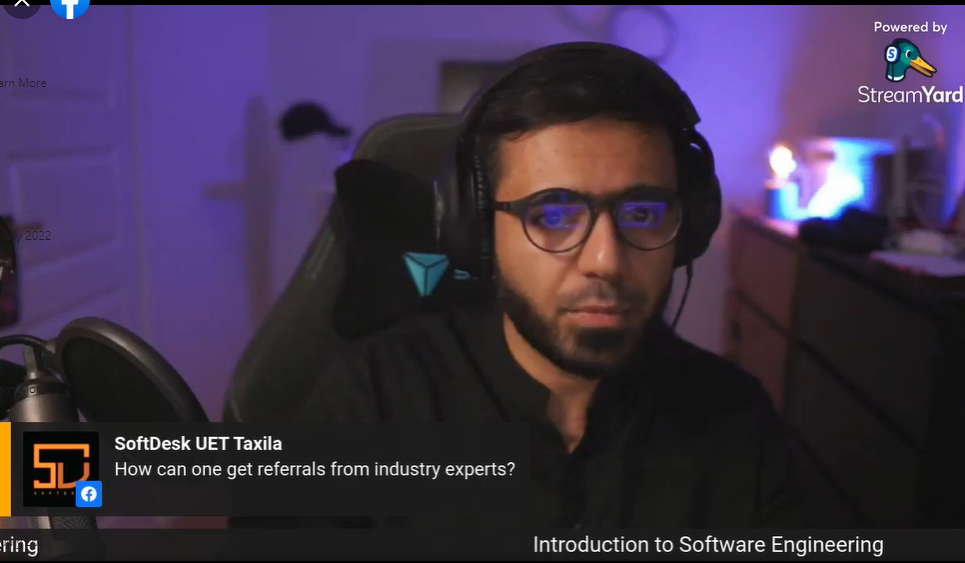 Powered by
StreamYard
arn More
2022
SoftDesk UET Taxila
How can one get referrals from industry experts?
ering
Introduction to Software Engineering